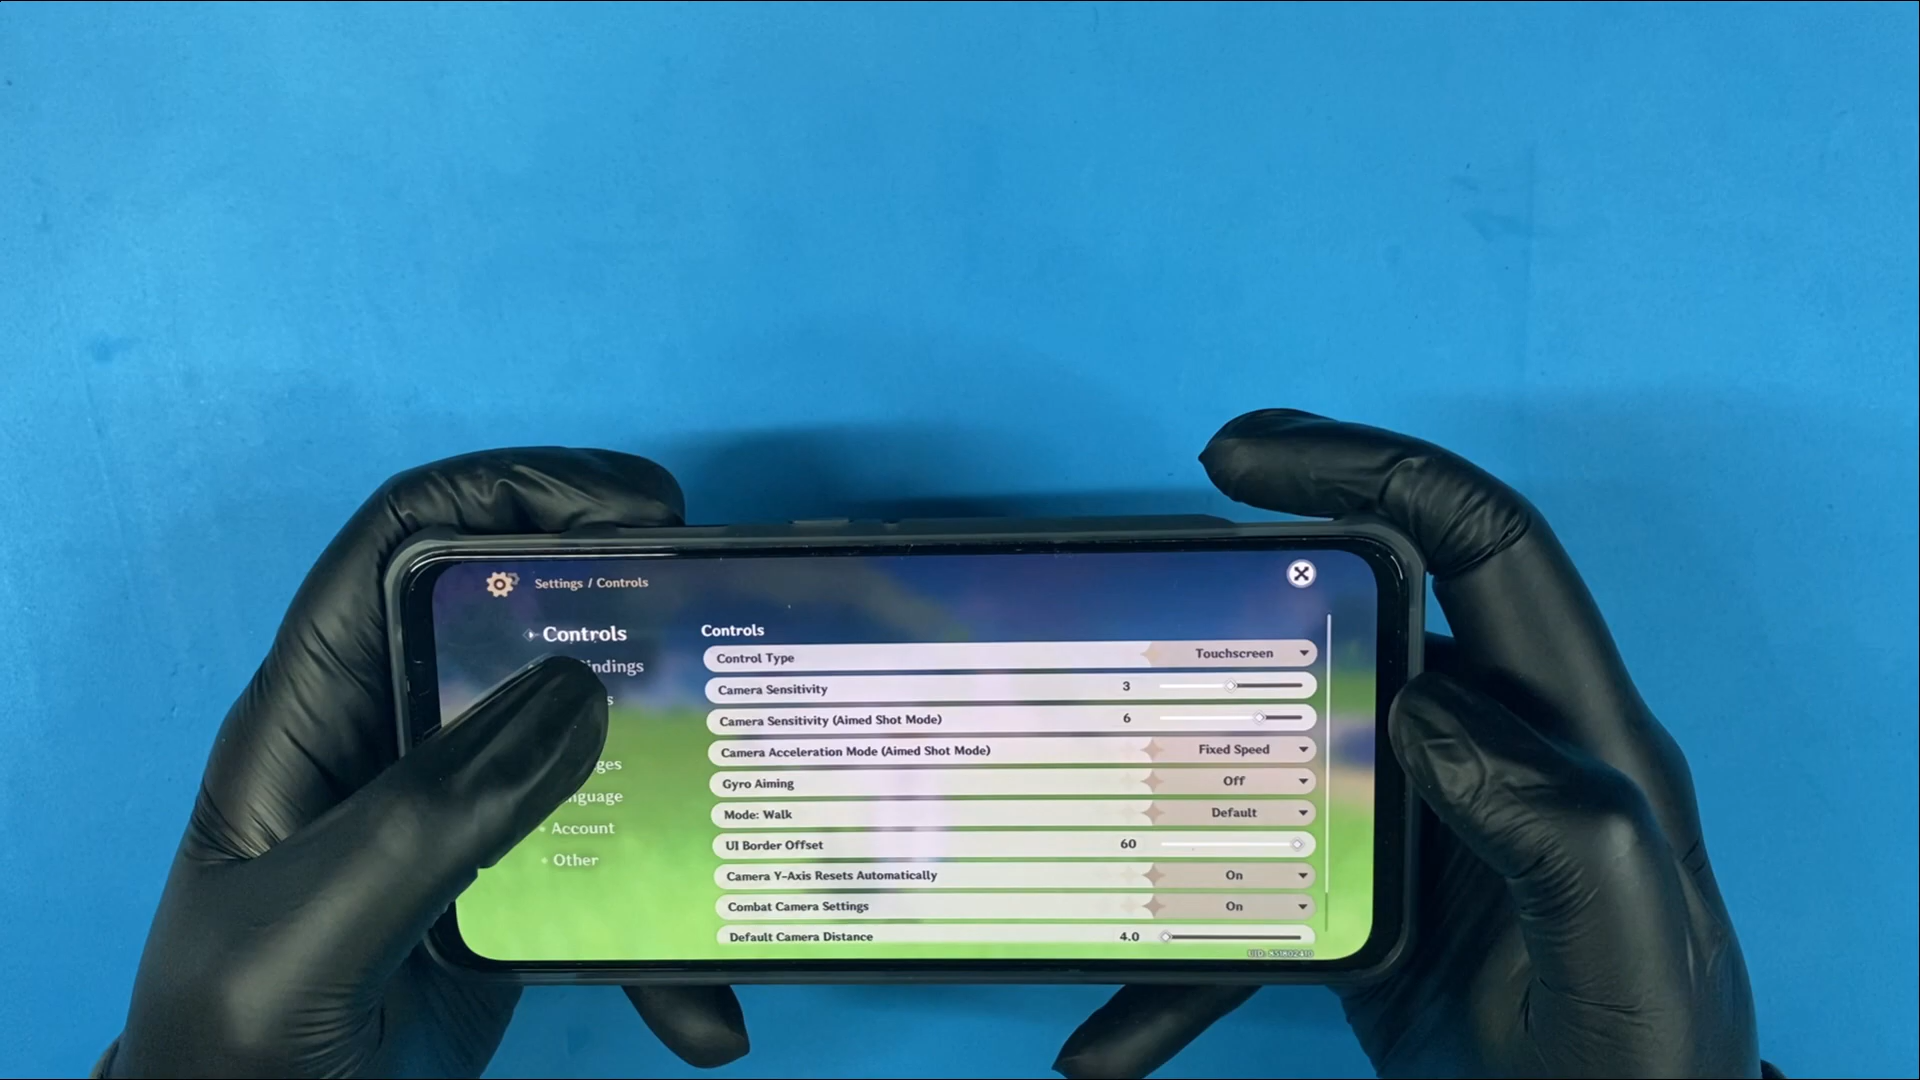 Settings / Controls
Controls
Account
Other
Controls
Control Type Touchscreen
Camera Sensitivity 3
Camera Sensitivity (Aimed Shot Mode) 6
Camera Acceleration Mode (Aimed Shot Mode) Fixed Speed
Gyro Aiming Off
Mode: Walk Default
UI Border Offset 60
Camera Y-Axis Resets Automatically On
Combat Camera Settings On
Default Camera Distance 4.0